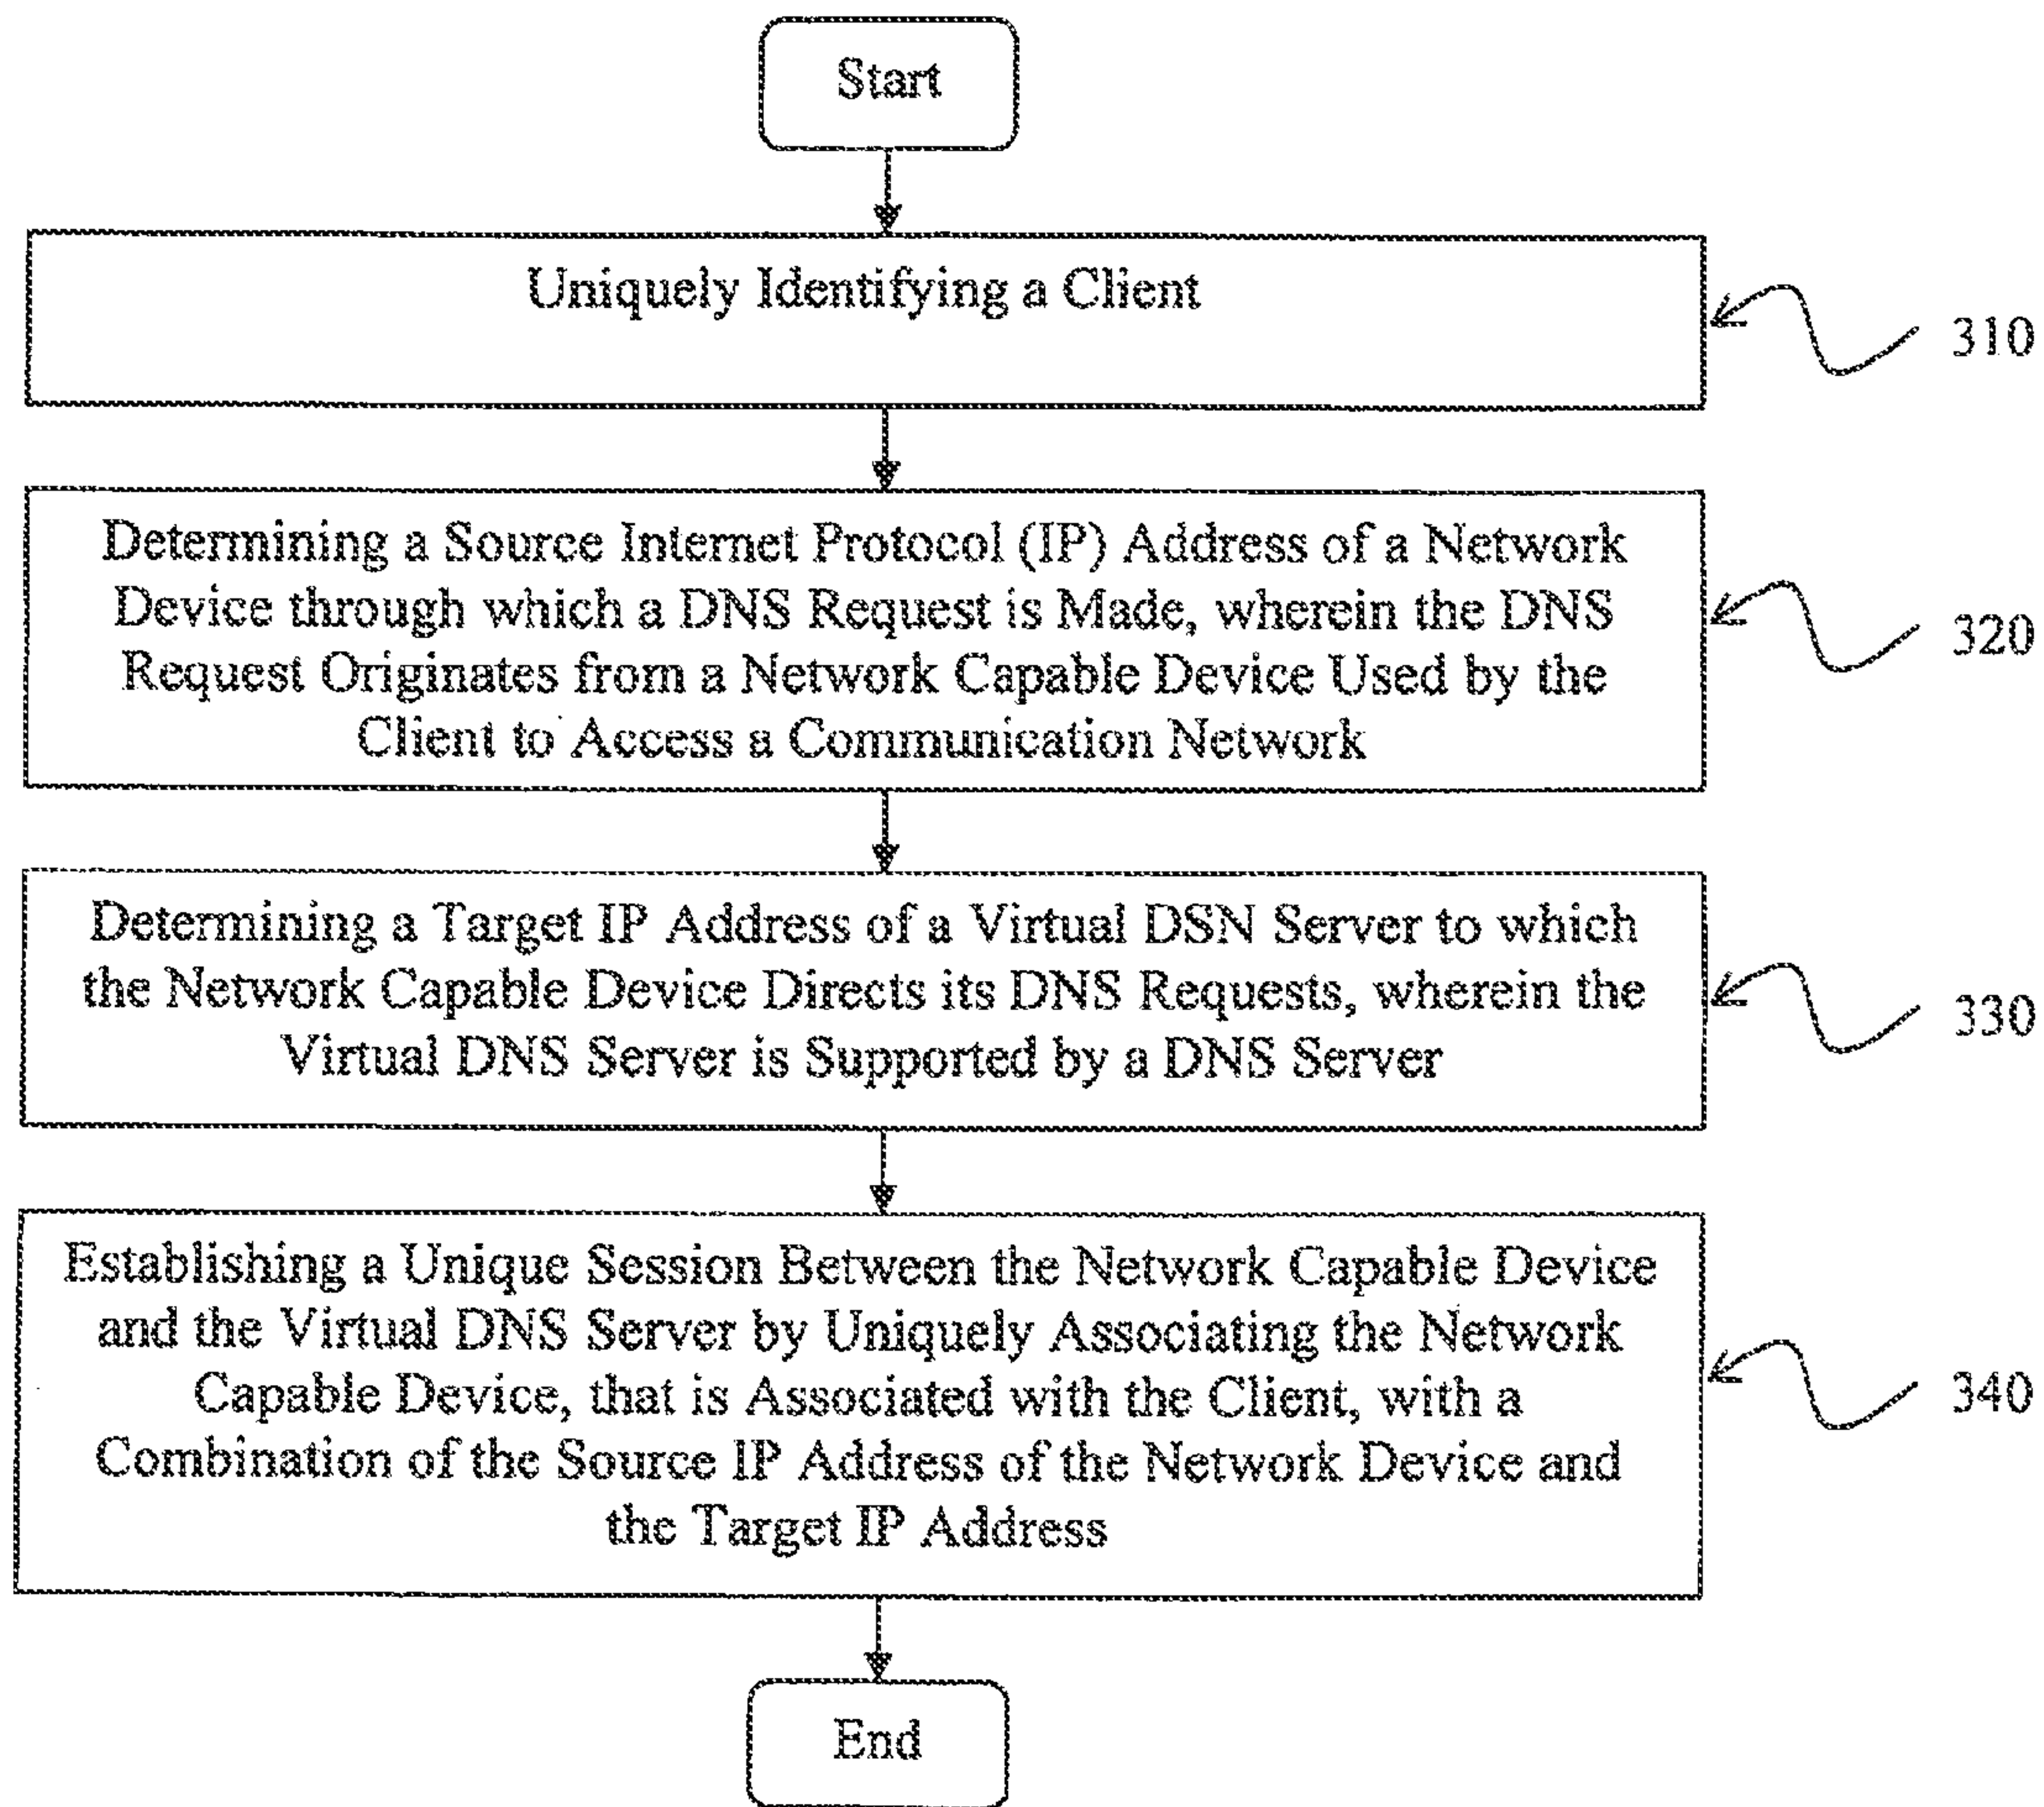 Start
Uniquely Identifying a Client
310
Determining a Source Internet Protocol (IP) Address of a Network
Device through which a DNS Request is Made, wherein the DNS
Request Originates from a Network Capable Device Used by the
Client to Access a Communication Network
320
Determining a Target IP Address of a Virtual DSN Server to which
the Network Capable Device Directs its DNS Requests, wherein the
Virtual DNS Server is Supported by a DNS Server
330
Establishing a Unique Session Between the Network Capable Device
and the Virtual DNS Server by Uniquely Associating the Network
Capable Device, that is Associated with the Client, with a
Combination of the Source IP Address of the Network Device and
the Target IP Address
340
End